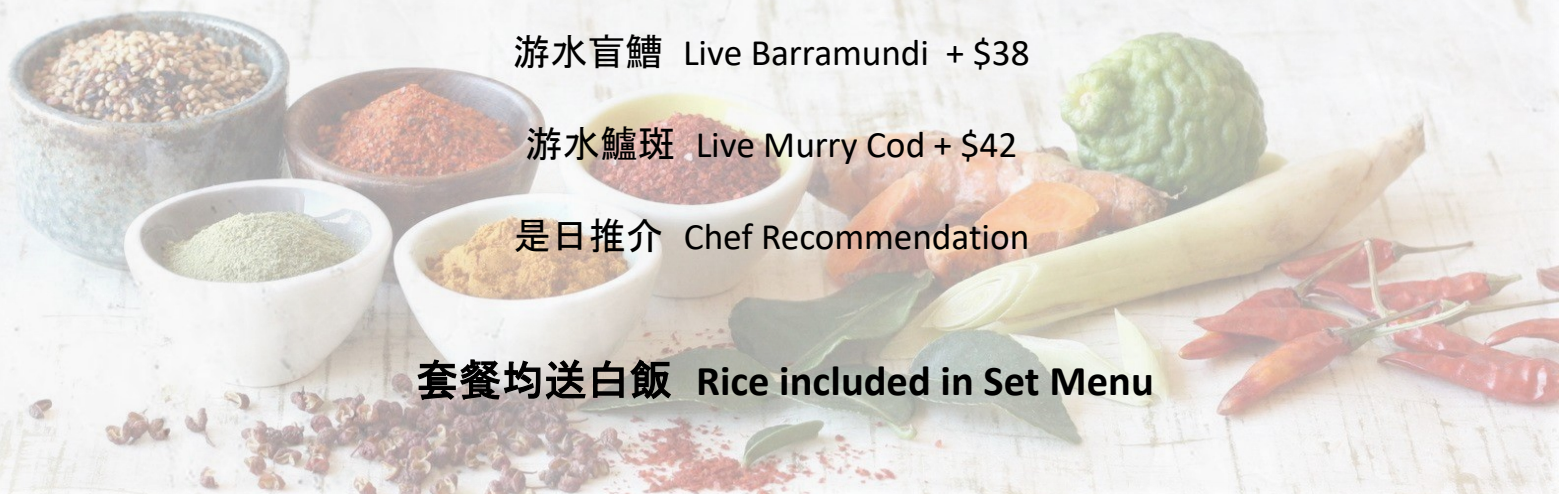 游水盲鰽 Live Barramundi + $38
游水鱸斑 Live Murry Cod + $42
是日推介 Chef Recommendation
套餐均送白飯 Rice included in Set Menu